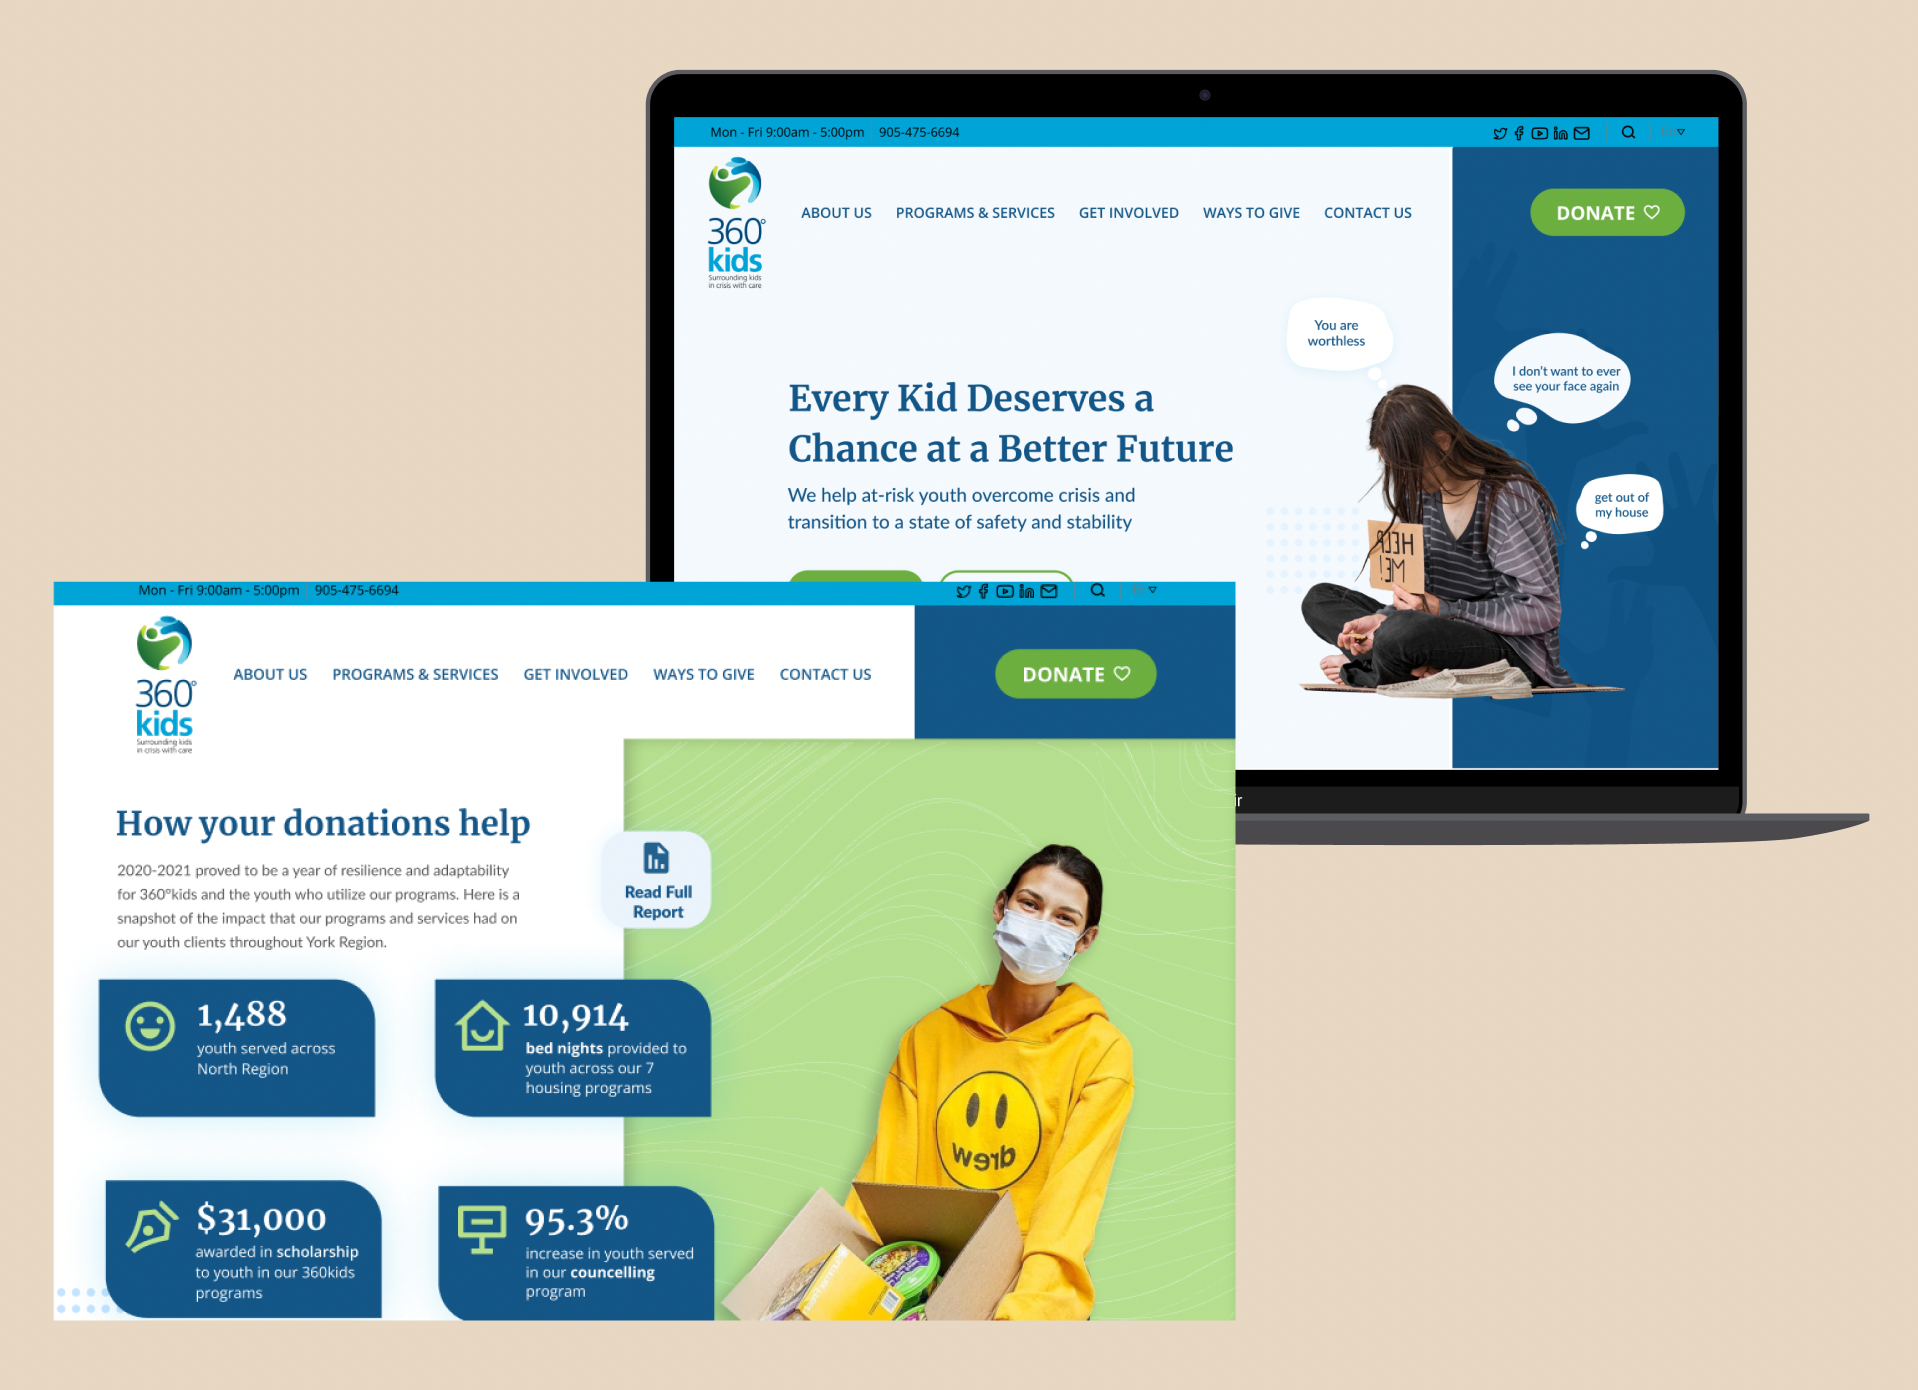 Mon - Fri 9:00am - 5:00pm 905-475-6694
360°
kids
Surrounding kids
in crisis with care
ABOUT US PROGRAMS & SERVICES GET INVOLVED WAYS TO GIVE CONTACT US
DONATE
You are
worthless
I don't want to ever
see your face again
get out of
my house
Every Kid Deserves a
Chance at a Better Future
We help at-risk youth overcome crisis and
transition to a state of safety and stability
HELP
ME!
ir
Mon - Fri 9:00am - 5:00pm 905-475-6694
360°
kids
Surrounding kids
in crisis with care
ABOUT US PROGRAMS & SERVICES GET INVOLVED WAYS TO GIVE CONTACT US
DONATE
How your donations help
2020-2021 proved to be a year of resilience and adaptability
for 360°kids and the youth who utilize our programs. Here is a
snapshot of the impact that our programs and services had on
our youth clients throughout York Region.
Read Full
Report
1,488
youth served across
North Region
10,914
bed nights provided to
youth across our 7
housing programs
$31,000
awarded in scholarship
to youth in our 360kids
programs
95.3%
increase in youth served
in our councelling
program
drew